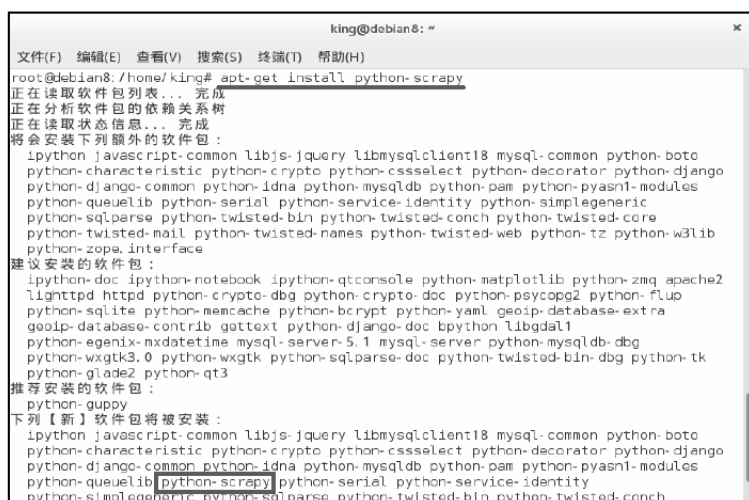 king@debian8: ~ ×
文件(F) 编辑(E) 查看(V) 搜索(S) 终端(T) 帮助(H)
root@debian8:/home/king# apt-get install python-scrapy
正在读取软件包列表... 完成
正在分析软件包的依赖关系树
正在读取状态信息... 完成
将会安装下列额外的软件包：
ipython javascript-common libjs-jquery libmysqlclient18 mysql-common python-boto
python-characteristic python-crypto python-cssselect python-decorator python-django
python-django-common python-idna python-mysqldb python-pam python-pyasn1-modules
python-queuelib python-serial python-service-identity python-simplegeneric
python-sqlparse python-twisted-bin python-twisted-conch python-twisted-core
python-twisted-mail python-twisted-names python-twisted-web python-tz python-w3lib
python-zope.interface
建议安装的软件包：
ipython-doc ipython-notebook ipython-qtconsole python-matplotlib python-zmq apache2
lighttpd httpd python-crypto-dbg python-crypto-doc python-psycopg2 python-flup
python-sqlite python-memcache python-bcrypt python-yaml geoip-database-extra
geoip-database-contrib gettext python-django-doc bpython libgdal1
python-egenix-mxdatetime mysql-server-5.1 mysql-server python-mysqldb-dbg
python-wxgtk3.0 python-wxgtk python-sqlparse-doc python-twisted-bin-dbg python-tk
python-glade2 python-qt3
推荐安装的软件包：
python-guppy
下列【新】软件包将被安装：
ipython javascript-common libjs-jquery libmysqlclient18 mysql-common python-boto
python-characteristic python-crypto python-cssselect python-decorator python-django
python-django-common python-idna python-mysqldb python-pam python-pyasn1-modules
python-queuelib python-scrapy python-serial python-service-identity
python-simplegeneric python-sqlparse python-twisted-bin python-twisted-conch